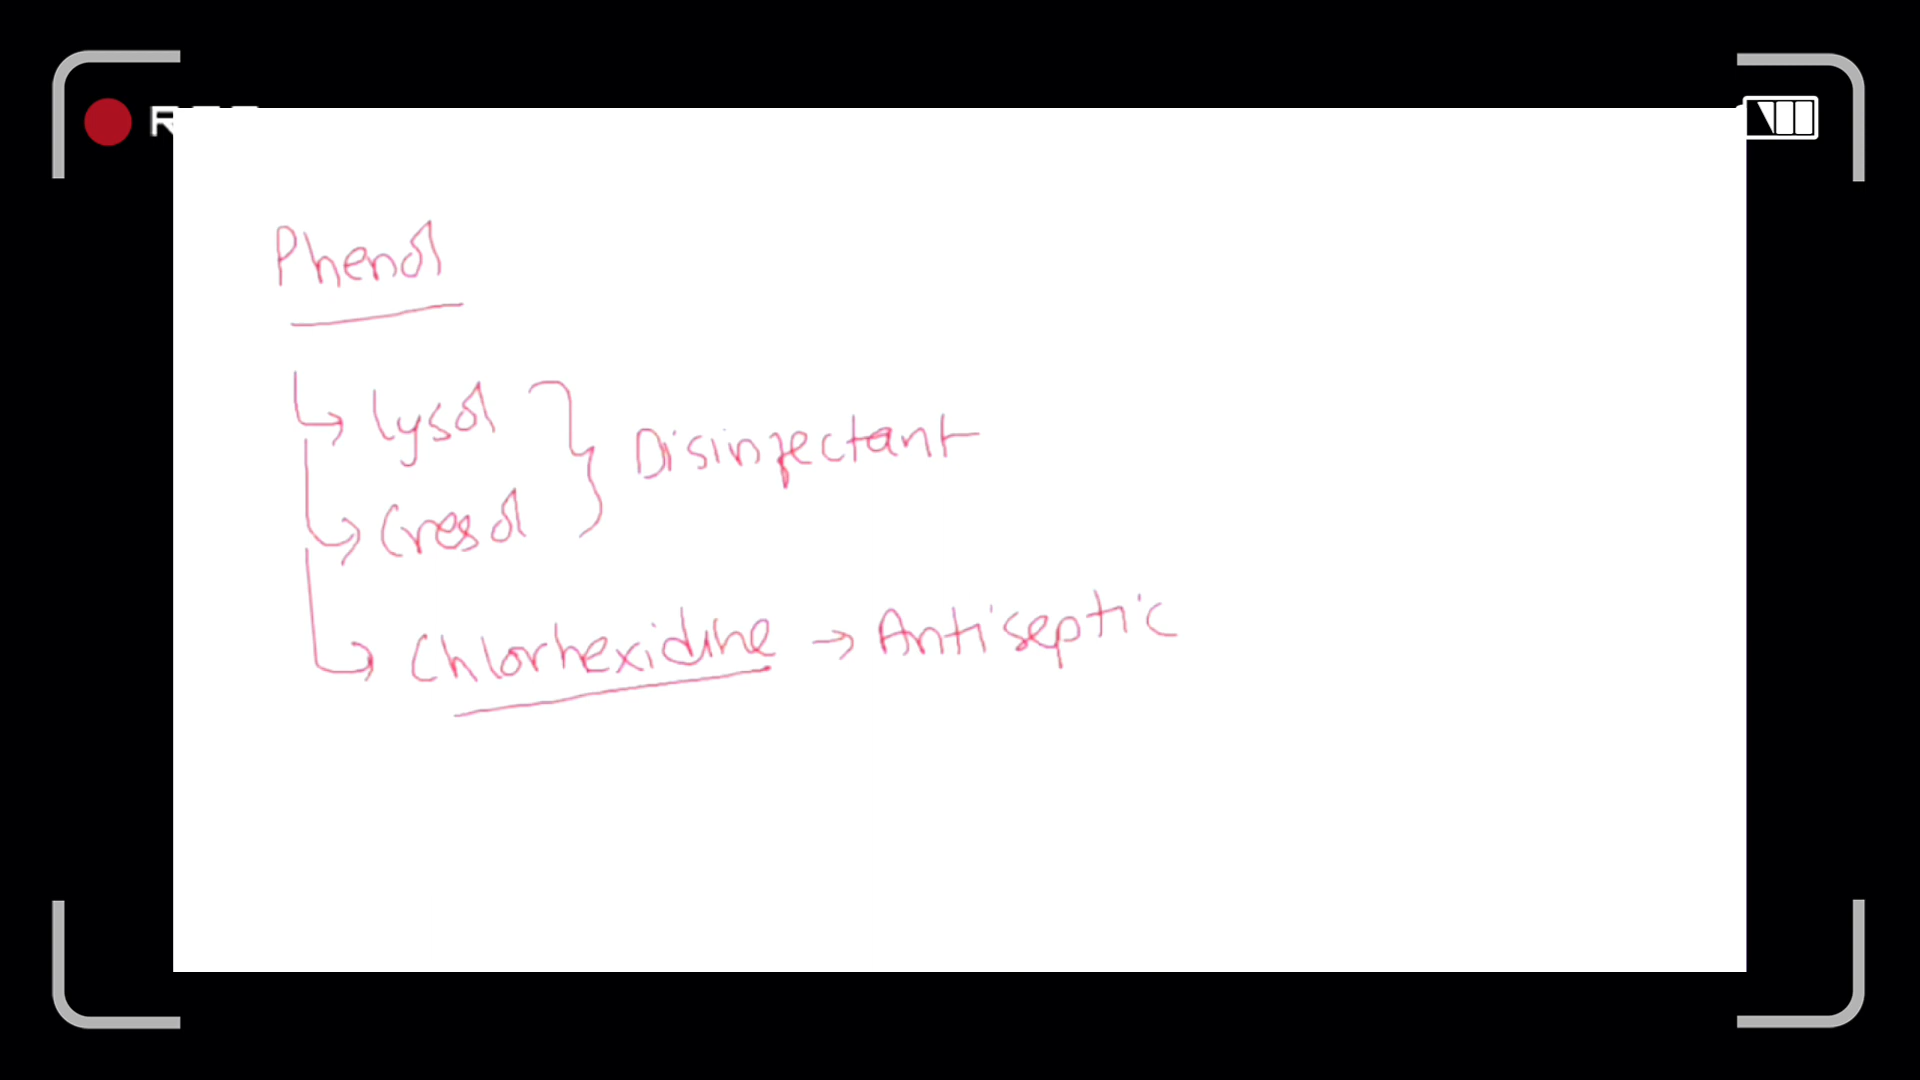 Phenol
↳ Lysol
↳ Cresol
} Disinfectant
↳ Chlorhexidine → Antiseptic